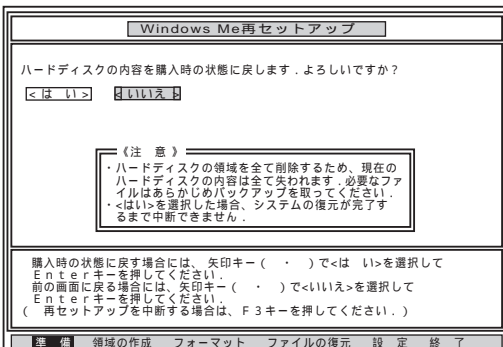 Windows Me再セットアップ
ハードディスクの内容を購入時の状態に戻します．よろしいですか？
<は　い>　<いいえ>
《注　意》
・ハードディスクの領域を全て削除するため、現在の
ハードディスクの内容は全て失われます．必要なファ
イルはあらかじめバックアップを取ってください．
・<はい>を選択した場合、システムの復元が完了す
るまで中断できません．
購入時の状態に戻す場合には、矢印キー(　・　)で<は　い>を選択して
Ｅｎｔｅｒキーを押してください．
前の画面に戻る場合には、矢印キー(　・　)で<いいえ>を選択して
Ｅｎｔｅｒキーを押してください．
(　再セットアップを中断する場合は、Ｆ３キーを押してください．)
準　備　領域の作成　フォーマット　ファイルの復元　設　定　終　了